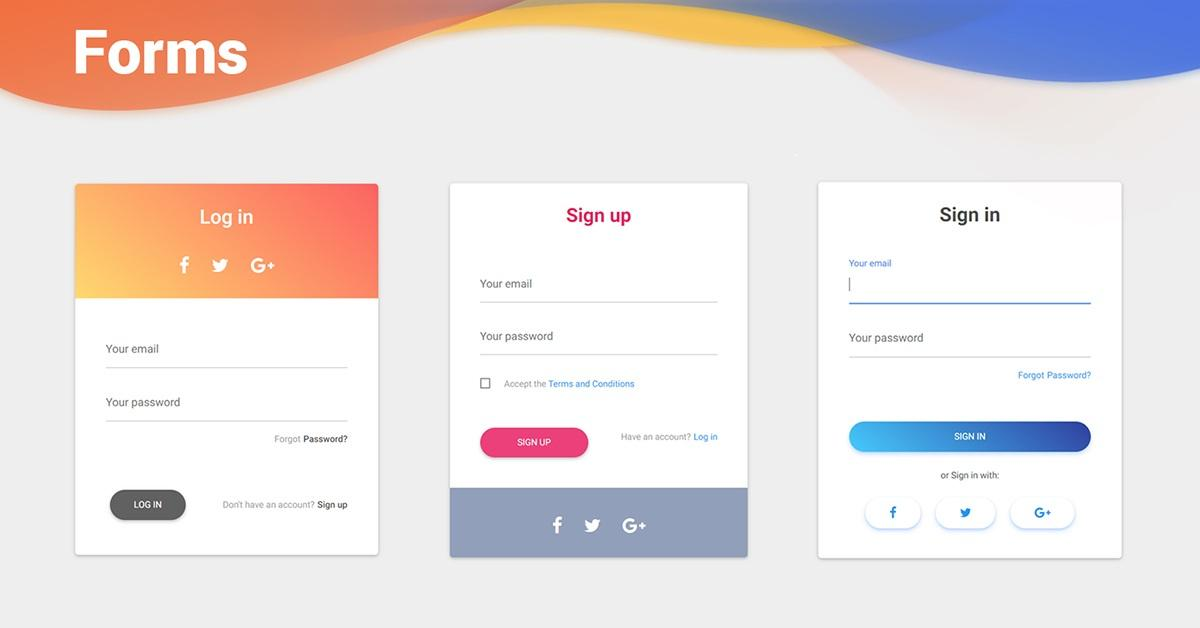 Forms
Log in
G+
Your email
Your password
Forgot Password?
LOG IN
Don't have an account? Sign up
Sign up
Your email
Your password
Accept the Terms and Conditions
SIGN UP
Have an account? Log in
G+
Sign in
Your email
Your password
Forgot Password?
SIGN IN
or Sign in with:
G+